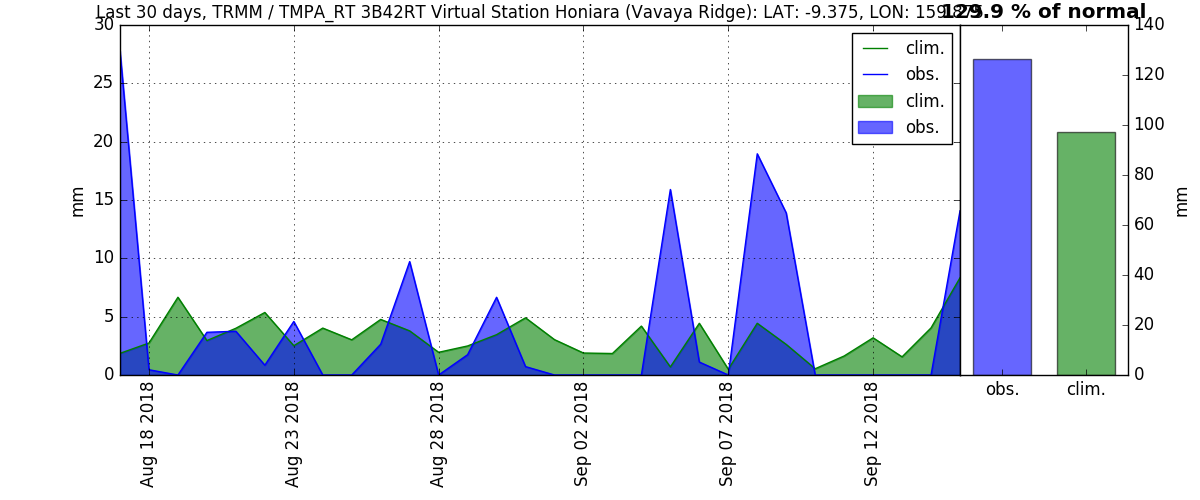 Last 30 days, TRMM / TMPA_RT 3B42RT Virtual Station Honiara (Vavaya Ridge): LAT: -9.375, LON:
129.9 % of normal
30
25
20
15
10
5
0
mm
clim.
obs.
clim.
obs.
Aug 18 2018
Aug 23 2018
Aug 28 2018
Sep 02 2018
Sep 07 2018
Sep 12 2018
140
120
100
80
60
40
20
0
mm
obs.
clim.